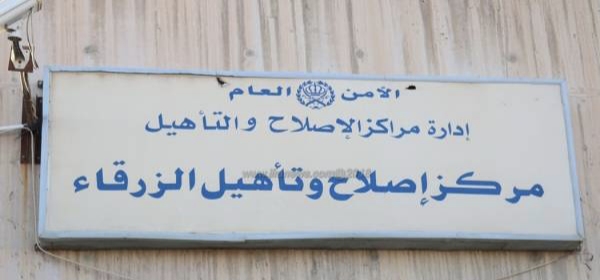 الأمن العام
إدارة مراكز الإصلاح والتأهيل
مركز إصلاح وتأهيل الزرقاء